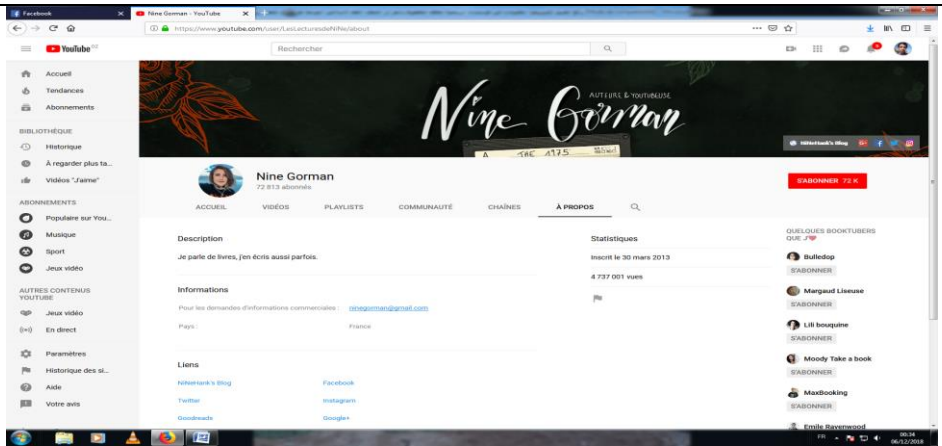 Facebook
Nine Gorman - YouTube
https://www.youtube.com/user/LesLecturesdeNiNe/about
YouTube
Rechercher
Accueil
Tendances
Abonnements
BIBLIOTHÈQUE
Historique
À regarder plus ta...
Vidéos "J'aime"
ABONNEMENTS
Populaire sur You...
Musique
Sport
Jeux vidéo
AUTRES CONTENUS
YOUTUBE
Jeux vidéo
En direct
Paramètres
Historique des si...
Aide
Votre avis
AUTEURE & YOUTUBEUSE
Nine Gorman
A THE 1975
NiNeHank's Blog
Nine Gorman
72 813 abonnés
S'ABONNER 72 K
ACCUEIL VIDÉOS PLAYLISTS COMMUNAUTÉ CHAÎNES À PROPOS
Description
Je parle de livres, j'en écris aussi parfois.
Informations
Pour les demandes d'informations commerciales : ninegorman@gmail.com
Pays : France
Liens
NiNeHank's Blog Facebook
Twitter Instagram
Goodreads Google+
Statistiques
Inscrit le 30 mars 2013
4 737 001 vues
QUELQUES BOOKTUBERS
QUE J'❤
Bulledop
S'ABONNER
Margaud Liseuse
S'ABONNER
Lili bouquine
S'ABONNER
Moody Take a book
S'ABONNER
MaxBooking
S'ABONNER
Emilie Ravenwood
FR 00:34
06/12/2018